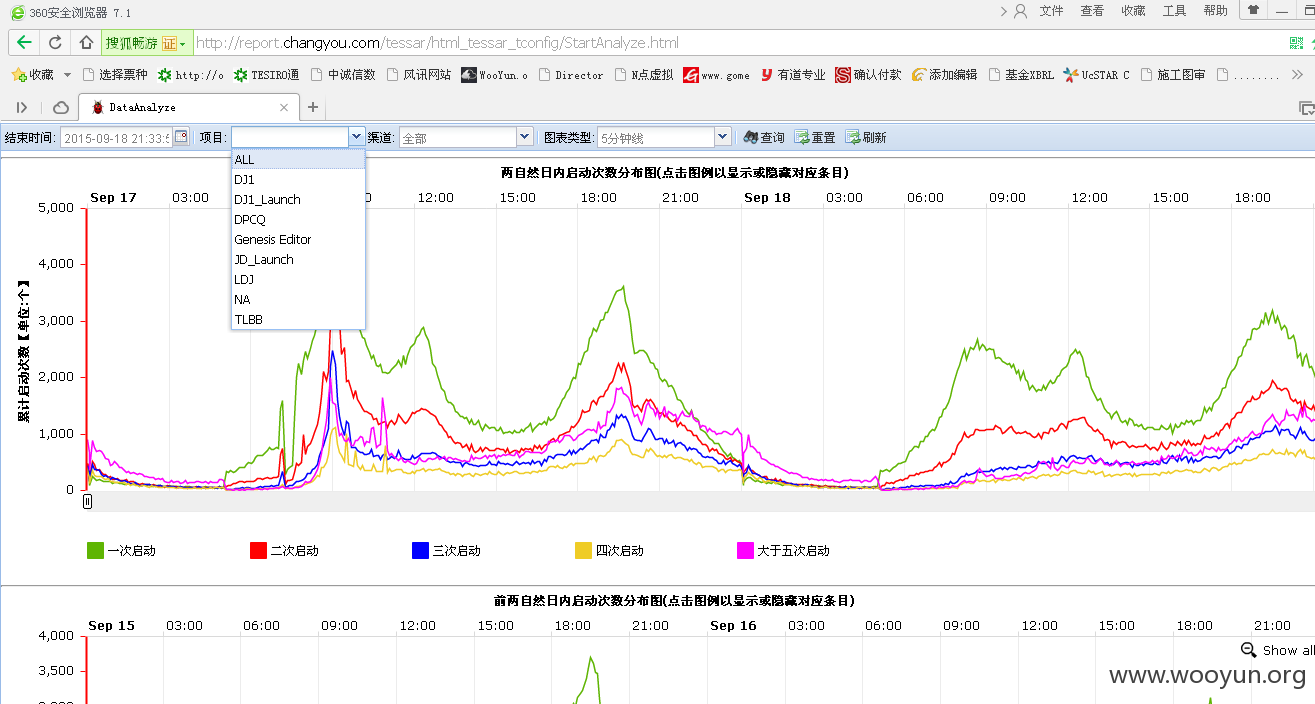 360安全浏览器 7.1
文件 查看 收藏 工具 帮助
搜狐畅游 证 http://report.changyou.com/tessar/html_tessar_tconfig/StartAnalyze.html
收藏 选择票种 http://o TESIRO通 中诚信数 风讯网站 WooYun.o Director N点虚拟 www.gome 有道专业 确认付款 添加编辑 基金XBRL UcSTAR C 施工图审 ........
DataAnalyze
结束时间: 2015-09-18 21:33:5 项目: 渠道: 全部 图表类型: 5分钟线 查询 重置 刷新
ALL
DJ1
DJ1_Launch
DPCQ
Genesis Editor
JD_Launch
LDJ
NA
TLBB
两自然日内启动次数分布图(点击图例以显示或隐藏对应条目)
Sep 17 03:00 0 12:00 15:00 18:00 21:00 Sep 18 03:00 06:00 09:00 12:00 15:00 18:00
5,000
4,000
3,000
2,000
1,000
0
累计启动次数【单位:个】
一次启动 二次启动 三次启动 四次启动 大于五次启动
前两自然日内启动次数分布图(点击图例以显示或隐藏对应条目)
Sep 15 03:00 06:00 09:00 12:00 15:00 18:00 21:00 Sep 16 03:00 06:00 09:00 12:00 15:00 18:00 21:00
4,000
3,500
Show all
www.wooyun.org